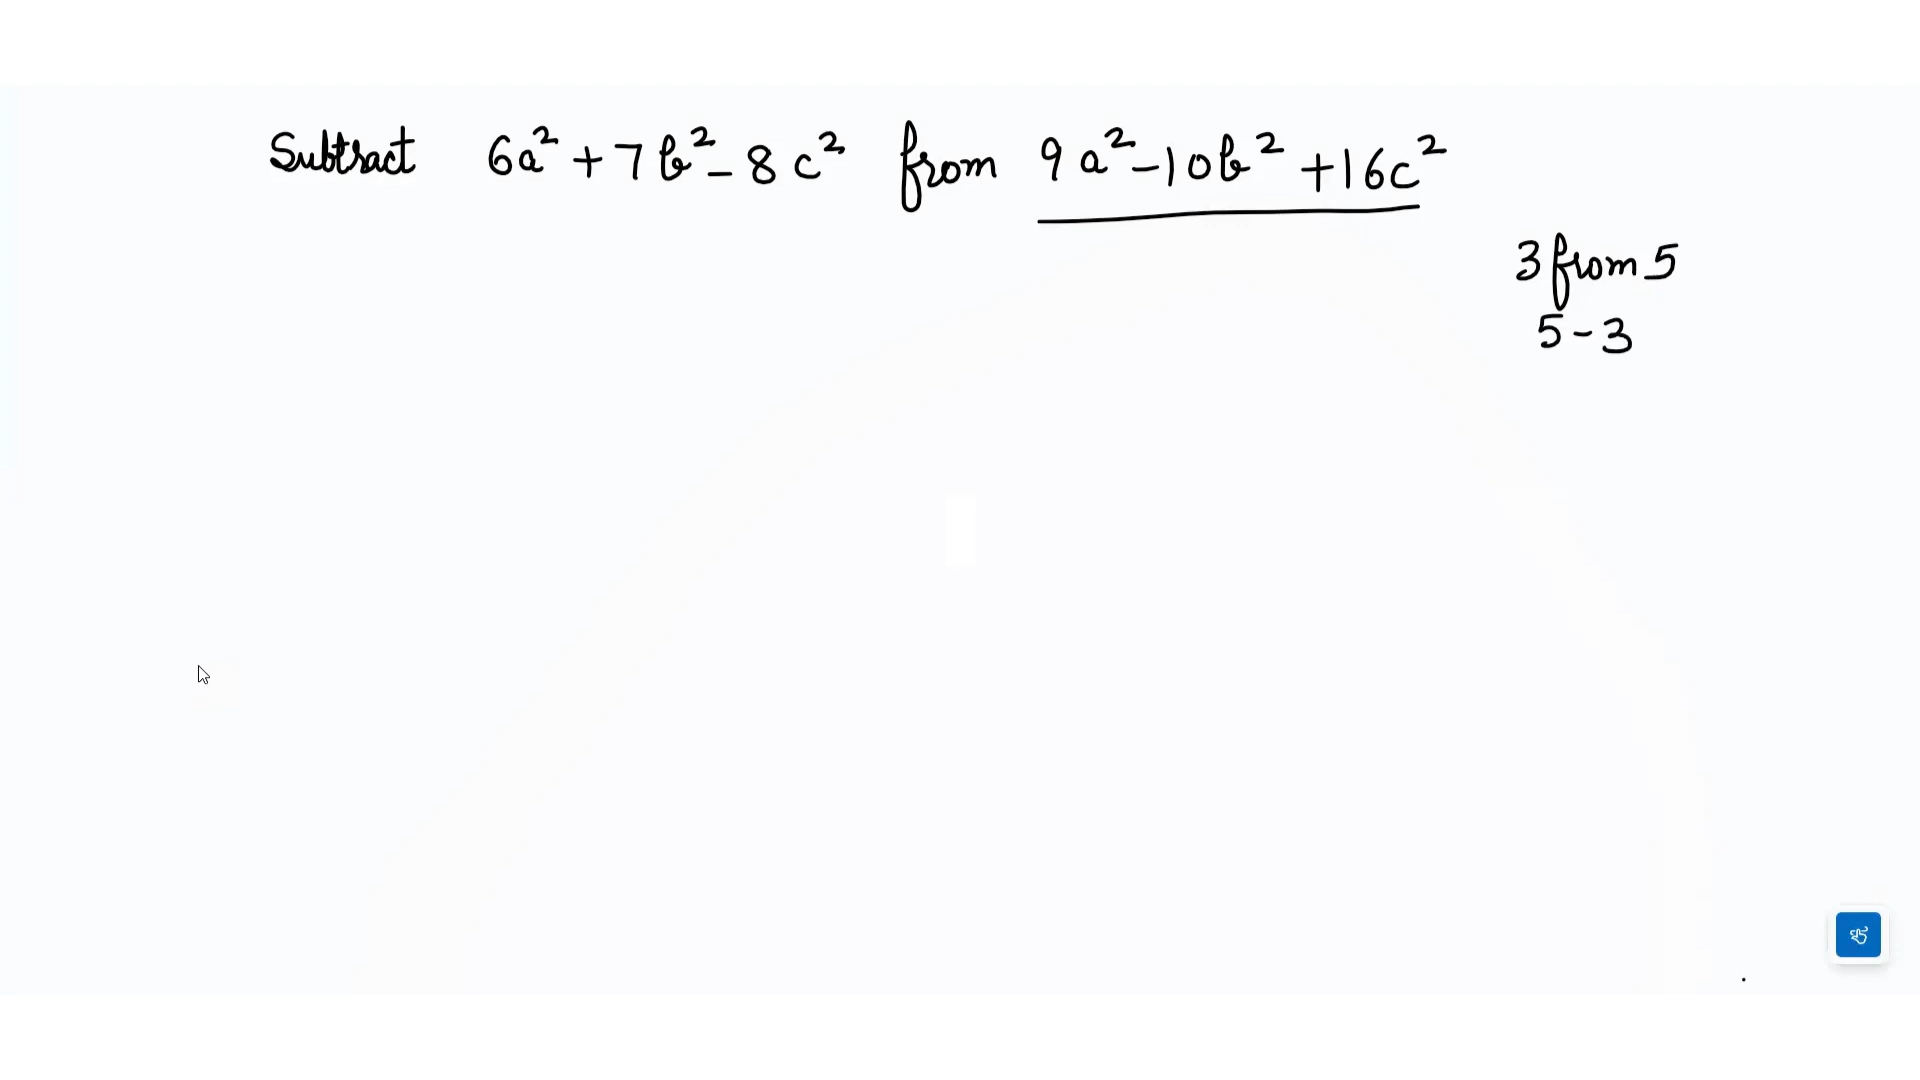 Subtract 6a² + 7b² - 8c² from 9a² - 10b² + 16c²
3 from 5
5 - 3